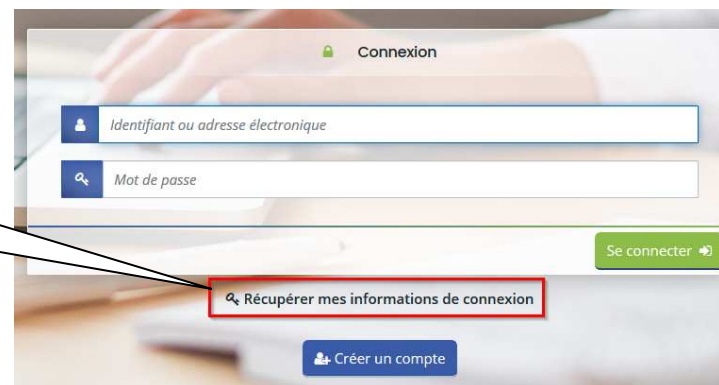 Connexion
Identifiant ou adresse électronique
Mot de passe
Se connecter
Récupérer mes informations de connexion
Créer un compte